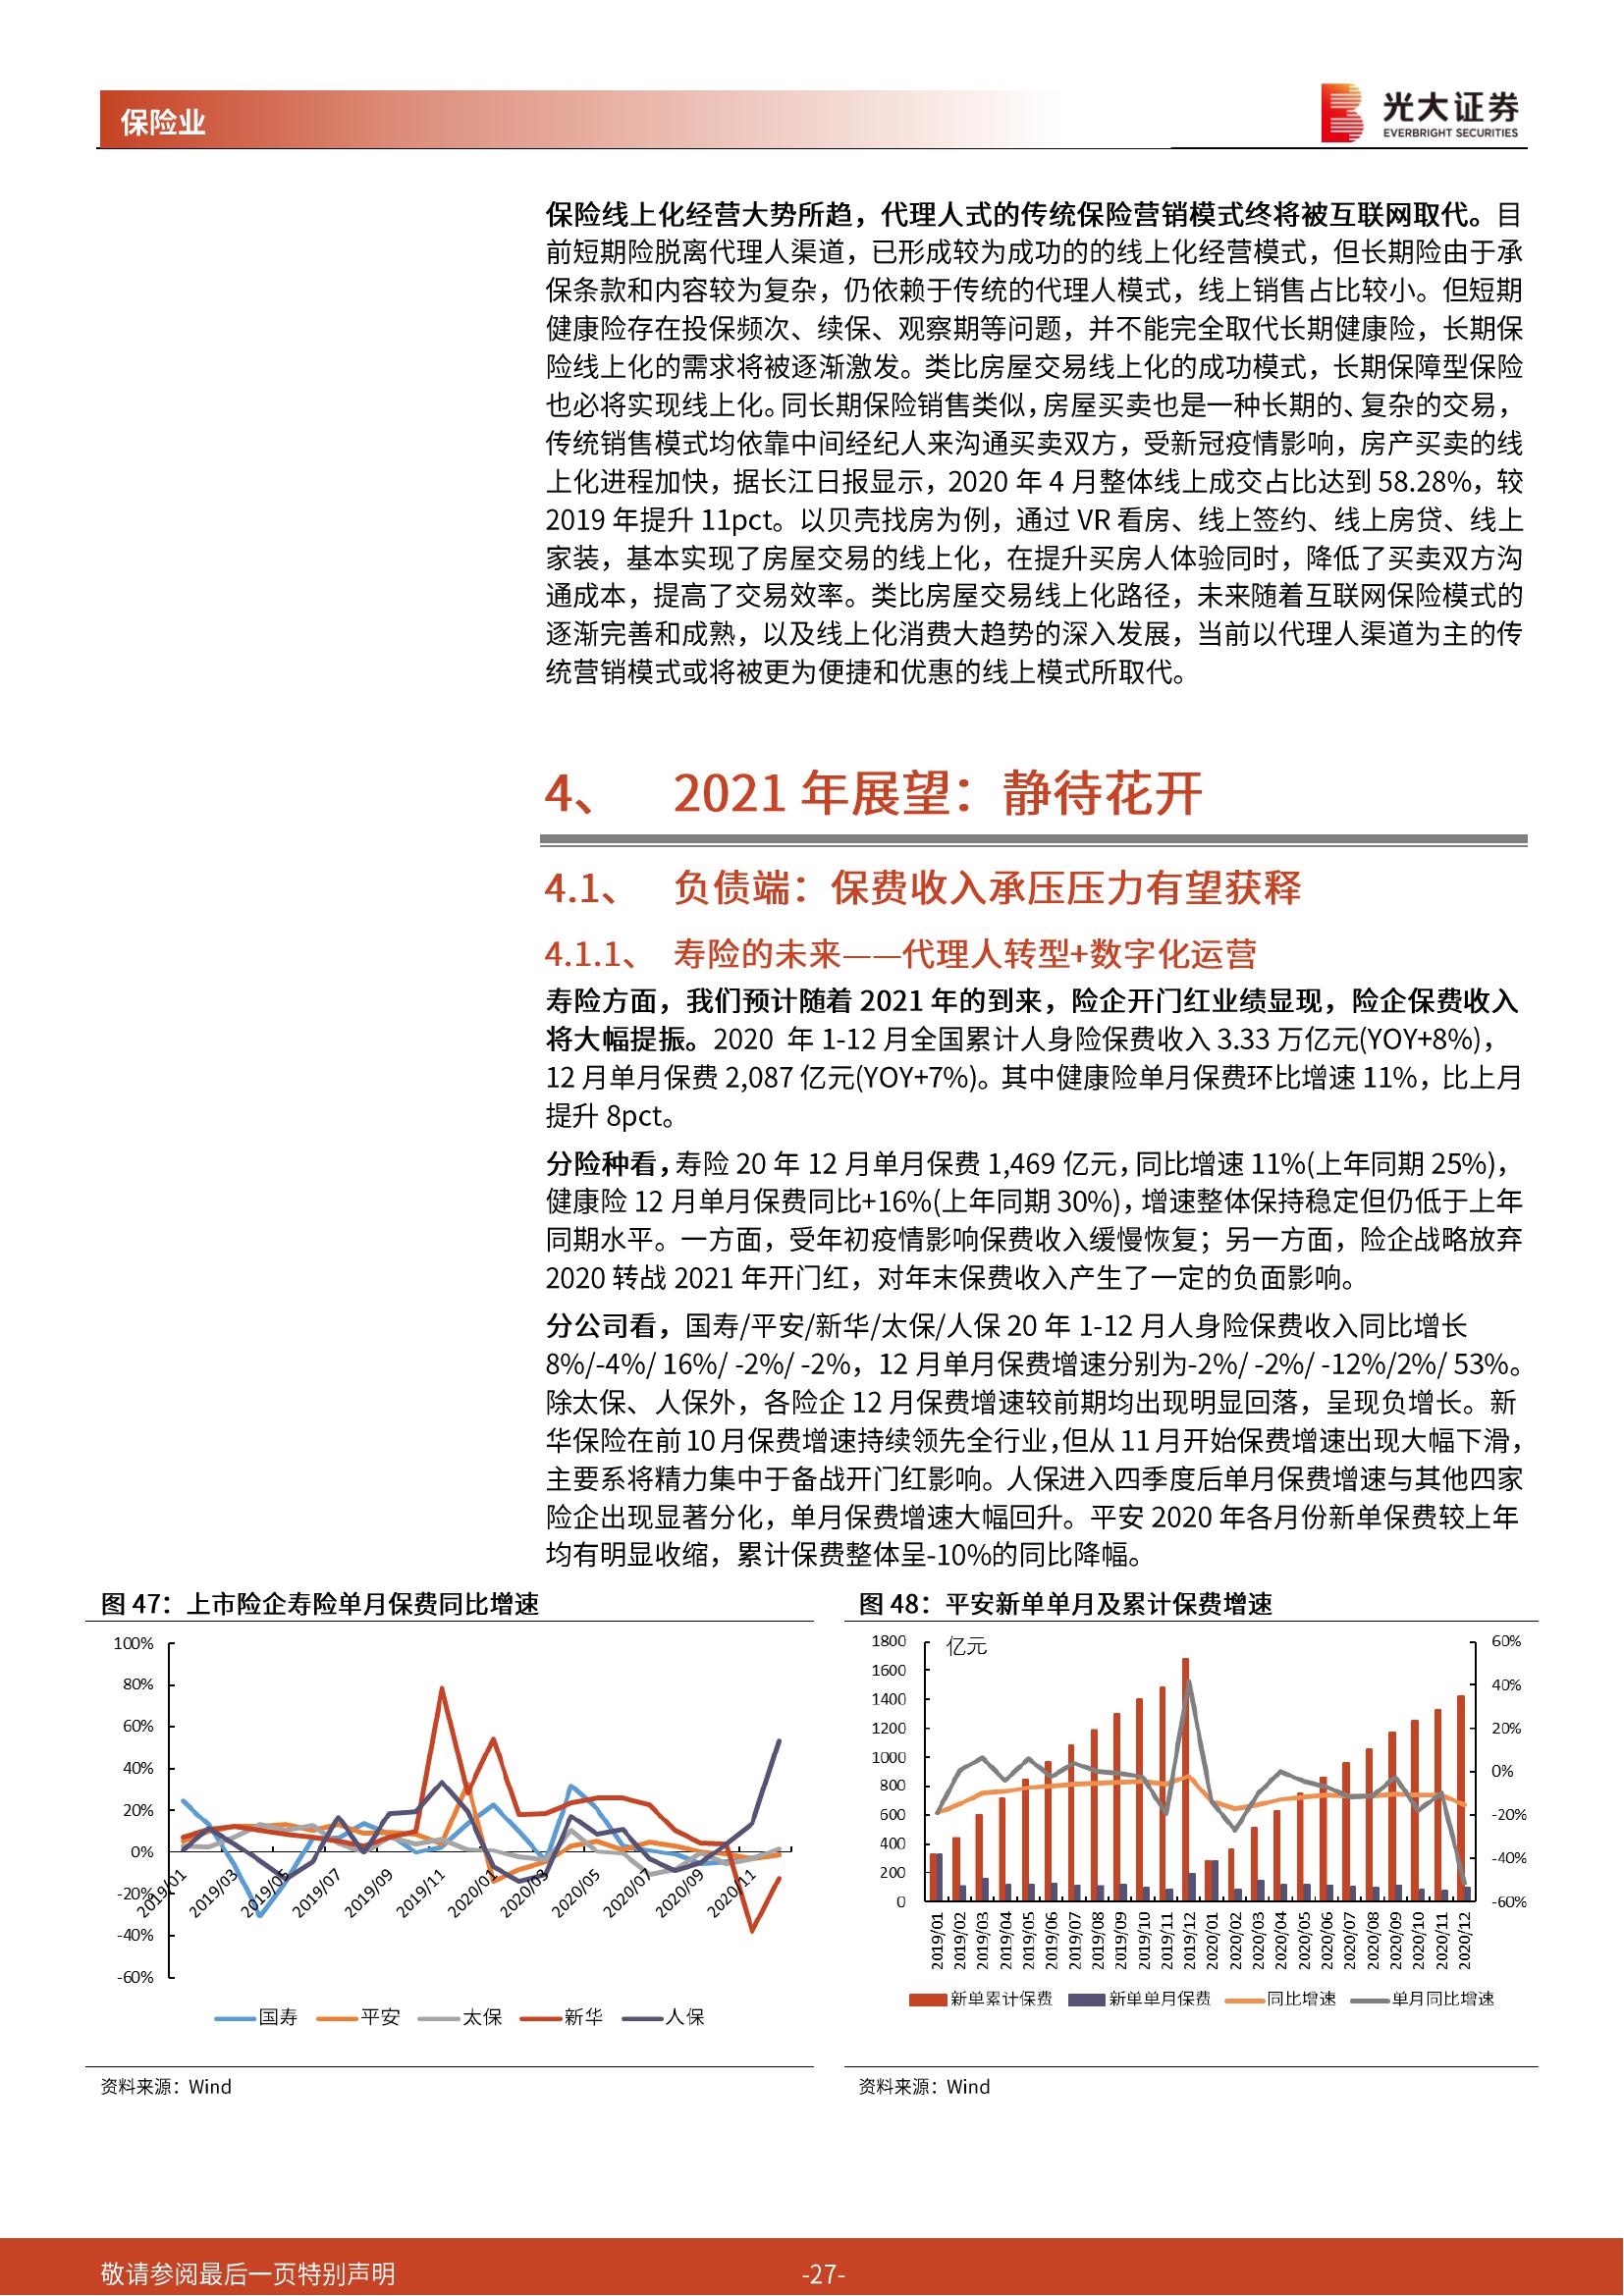 保险业
光大证券
EVERBRIGHT SECURITIES
保险线上化经营大势所趋，代理人式的传统保险营销模式终将被互联网取代。目
前短期险脱离代理人渠道，已形成较为成功的的线上化经营模式，但长期险由于承
保条款和内容较为复杂，仍依赖于传统的代理人模式，线上销售占比较小。但短期
健康险存在投保频次、续保、观察期等问题，并不能完全取代长期健康险，长期保
险线上化的需求将被逐渐激发。类比房屋交易线上化的成功模式，长期保障型保险
也必将实现线上化。同长期保险销售类似，房屋买卖也是一种长期的、复杂的交易，
传统销售模式均依靠中间经纪人来沟通买卖双方，受新冠疫情影响，房产买卖的线
上化进程加快，据长江日报显示，2020 年 4 月整体线上成交占比达到 58.28%，较
2019 年提升 11pct。以贝壳找房为例，通过 VR 看房、线上签约、线上房贷、线上
家装，基本实现了房屋交易的线上化，在提升买房人体验同时，降低了买卖双方沟
通成本，提高了交易效率。类比房屋交易线上化路径，未来随着互联网保险模式的
逐渐完善和成熟，以及线上化消费大趋势的深入发展，当前以代理人渠道为主的传
统营销模式或将被更为便捷和优惠的线上模式所取代。
4、 2021 年展望：静待花开
4.1、 负债端：保费收入承压压力有望获释
4.1.1、 寿险的未来——代理人转型+数字化运营
寿险方面，我们预计随着 2021 年的到来，险企开门红业绩显现，险企保费收入
将大幅提振。2020 年 1-12 月全国累计人身险保费收入 3.33 万亿元(YOY+8%)，
12 月单月保费 2,087 亿元(YOY+7%)。其中健康险单月保费环比增速 11%，比上月
提升 8pct。
分险种看，寿险 20 年 12 月单月保费 1,469 亿元，同比增速 11%(上年同期 25%)，
健康险 12 月单月保费同比+16%(上年同期 30%)，增速整体保持稳定但仍低于上年
同期水平。一方面，受年初疫情影响保费收入缓慢恢复；另一方面，险企战略放弃
2020 转战 2021 年开门红，对年末保费收入产生了一定的负面影响。
分公司看，国寿/平安/新华/太保/人保 20 年 1-12 月人身险保费收入同比增长
8%/-4%/ 16%/ -2%/ -2%，12 月单月保费增速分别为-2%/ -2%/ -12%/2%/ 53%。
除太保、人保外，各险企 12 月保费增速较前期均出现明显回落，呈现负增长。新
华保险在前 10 月保费增速持续领先全行业，但从 11 月开始保费增速出现大幅下滑，
主要系将精力集中于备战开门红影响。人保进入四季度后单月保费增速与其他四家
险企出现显著分化，单月保费增速大幅回升。平安 2020 年各月份新单保费较上年
均有明显收缩，累计保费整体呈-10%的同比降幅。
图 47：上市险企寿险单月保费同比增速
100%
80%
60%
40%
20%
0%
-20%
-40%
-60%
2019/01 2019/03 2019/05 2019/07 2019/09 2019/11 2020/01 2020/03 2020/05 2020/07 2020/09 2020/11
国寿 平安 太保 新华 人保
资料来源：Wind
图 48：平安新单单月及累计保费增速
亿元
1800
1600
1400
1200
1000
800
600
400
200
0
60%
40%
20%
0%
-20%
-40%
-60%
2019/01 2019/02 2019/03 2019/04 2019/05 2019/06 2019/07 2019/08 2019/09 2019/10 2019/11 2019/12 2020/01 2020/02 2020/03 2020/04 2020/05 2020/06 2020/07 2020/08 2020/09 2020/10 2020/11 2020/12
新单累计保费 新单单月保费 同比增速 单月同比增速
资料来源：Wind
敬请参阅最后一页特别声明
-27-